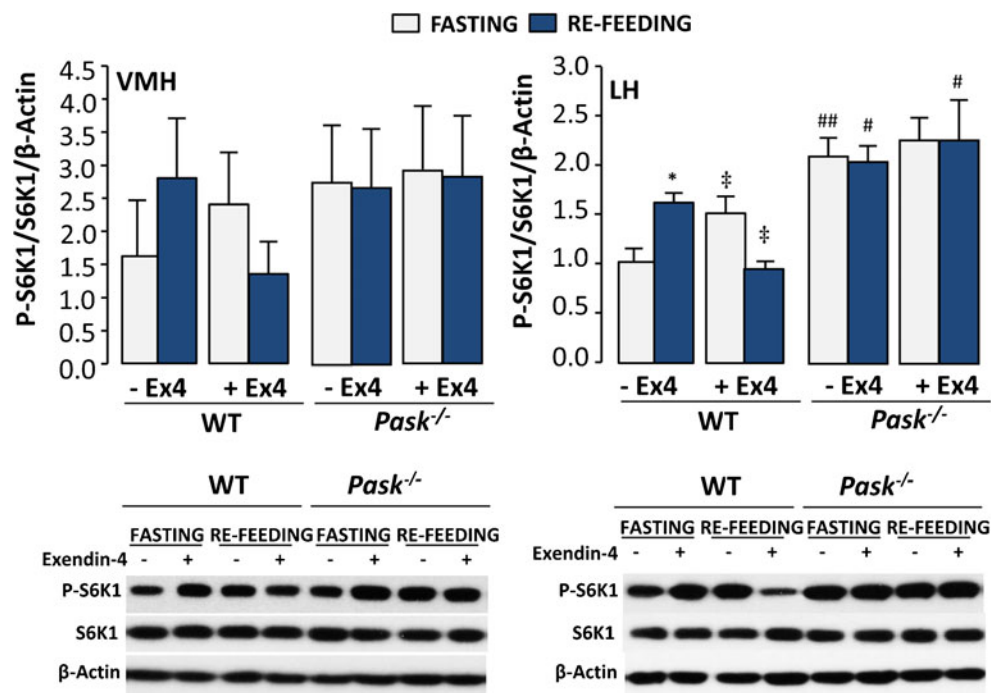 FASTING RE-FEEDING
VMH
P-S6K1/S6K1/β-Actin
4.5
4.0
3.5
3.0
2.5
2.0
1.5
1.0
0.5
0.0
- Ex4 + Ex4 - Ex4 + Ex4
WT Pask-/-
LH
P-S6K1/S6K1/β-Actin
3.0
2.5
2.0
1.5
1.0
0.5
0.0
* ‡ ‡ ## # #
- Ex4 + Ex4 - Ex4 + Ex4
WT Pask-/-
WT Pask-/-
FASTING RE-FEEDING FASTING RE-FEEDING
Exendin-4 - + - + - + - +
P-S6K1
S6K1
β-Actin
WT Pask-/-
FASTING RE-FEEDING FASTING RE-FEEDING
Exendin-4 - + - + - + - +
P-S6K1
S6K1
β-Actin